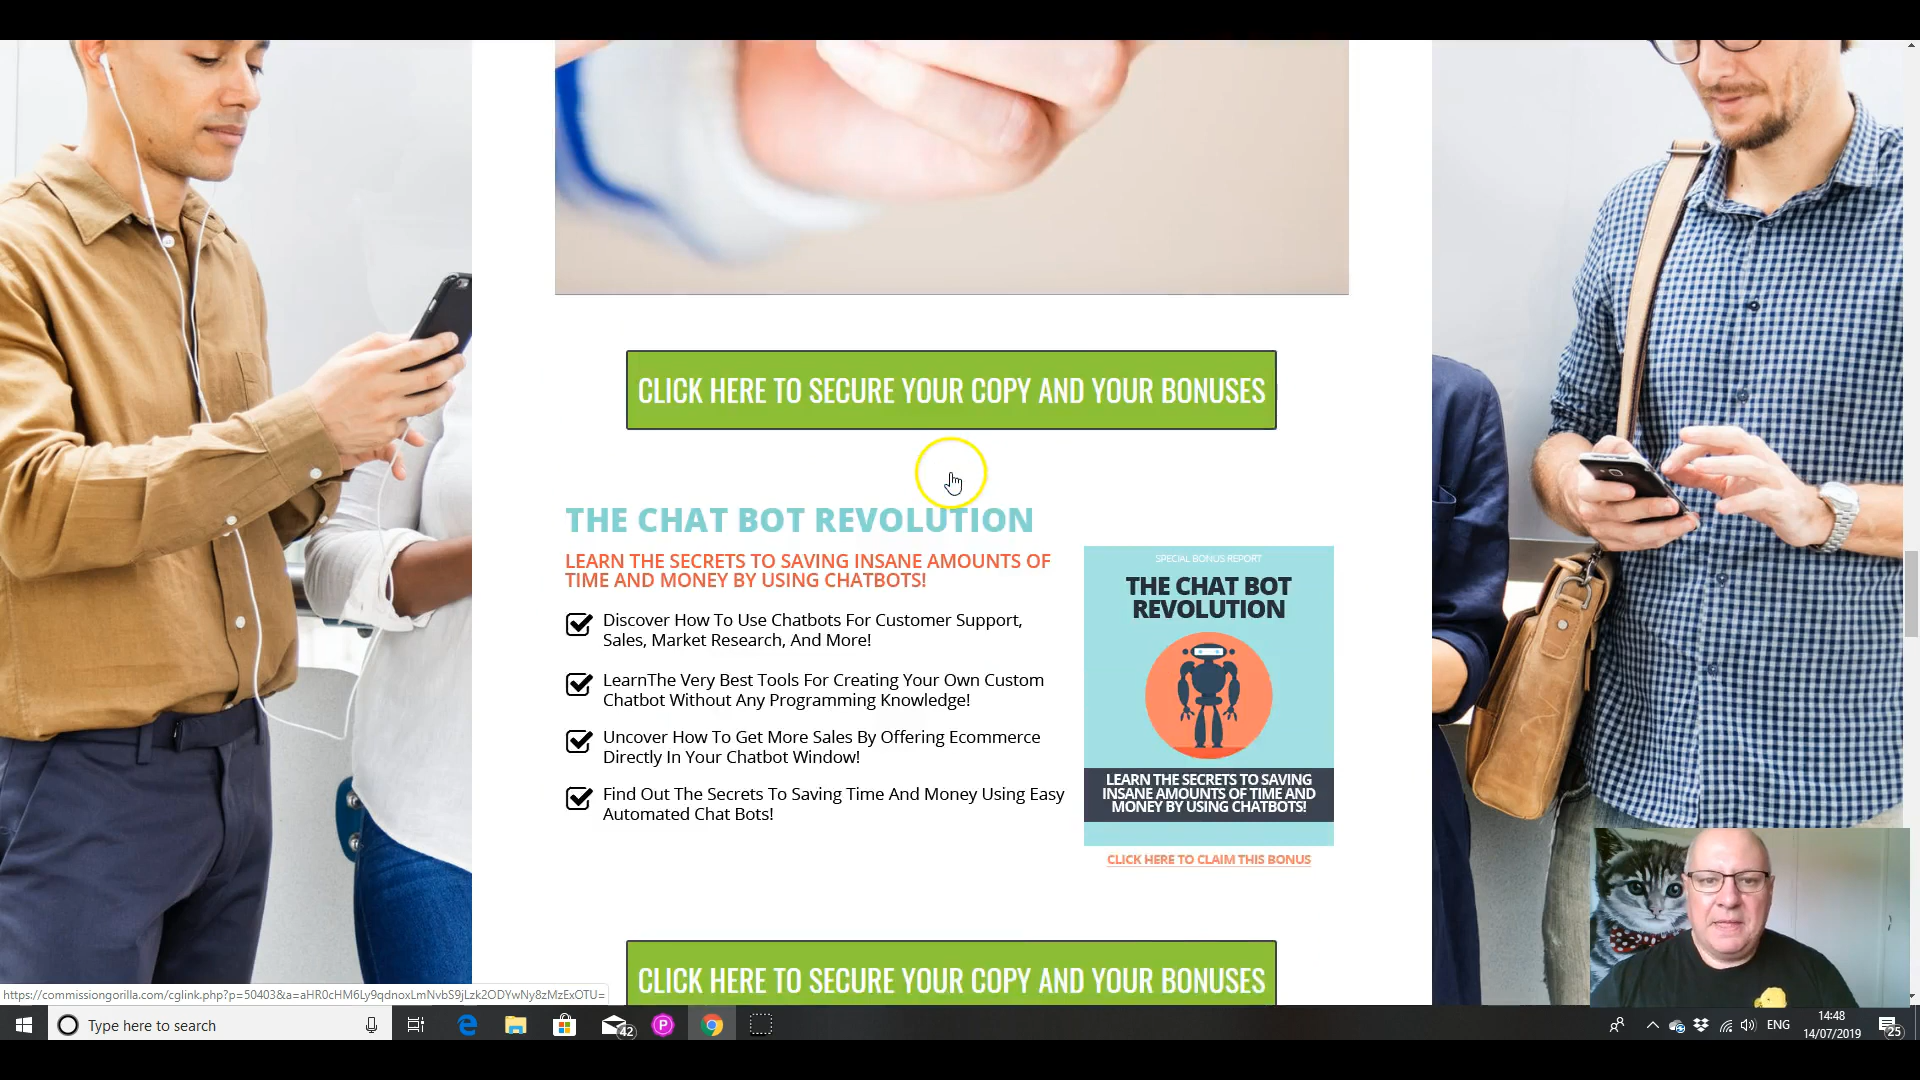 CLICK HERE TO SECURE YOUR COPY AND YOUR BONUSES
THE CHAT BOT REVOLUTION
LEARN THE SECRETS TO SAVING INSANE AMOUNTS OF
TIME AND MONEY BY USING CHATBOTS!
Discover How To Use Chatbots For Customer Support,
Sales, Market Research, And More!
LearnThe Very Best Tools For Creating Your Own Custom
Chatbot Without Any Programming Knowledge!
Uncover How To Get More Sales By Offering Ecommerce
Directly In Your Chatbot Window!
Find Out The Secrets To Saving Time And Money Using Easy
Automated Chat Bots!
SPECIAL BONUS REPORT
THE CHAT BOT
REVOLUTION
LEARN THE SECRETS TO SAVING
INSANE AMOUNTS OF TIME AND
MONEY BY USING CHATBOTS!
CLICK HERE TO CLAIM THIS BONUS
CLICK HERE TO SECURE YOUR COPY AND YOUR BONUSES
https://commissiongorilla.com/cglink.php?p=50403&a=aHR0cHM6Ly9qdnoxLmNvbS9jLzk2ODYwNy8zMzExOTU=
Type here to search
42
P
ENG
14:48
14/07/2019
25